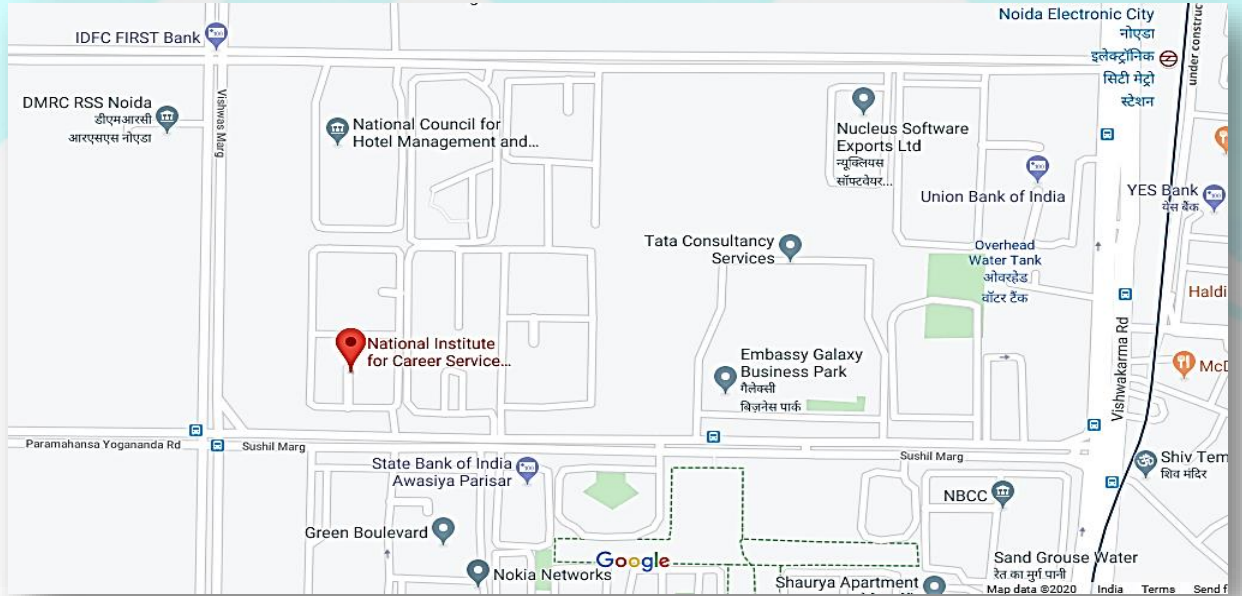 IDFC FIRST Bank
Noida Electronic City
नोएडा
इलेक्ट्रॉनिक
सिटी मेट्रो
स्टेशन
under construc
DMRC RSS Noida
डीएमआरसी
आरएसएस नोएडा
Vishwas Marg
National Council for
Hotel Management and...
Nucleus Software
Exports Ltd
न्यूक्लियस
सॉफ्टवेयर...
Union Bank of India
YES Bank
येस बैंक
Tata Consultancy
Services
Overhead
Water Tank
ओवरहेड
वॉटर टैंक
Haldi
National Institute
for Career Service...
Embassy Galaxy
Business Park
गैलेक्सी
बिज़नेस पार्क
Vishwakarma Rd
McD
Paramahansa Yogananda Rd
Sushil Marg
Sushil Marg
State Bank of India
Awasiya Parisar
Shiv Tem
शिव मंदिर
NBCC
Green Boulevard
Google
Nokia Networks
Sand Grouse Water
रेत का मुर्ग पानी
Shaurya Apartment
Map data ©2020 India Terms Send f